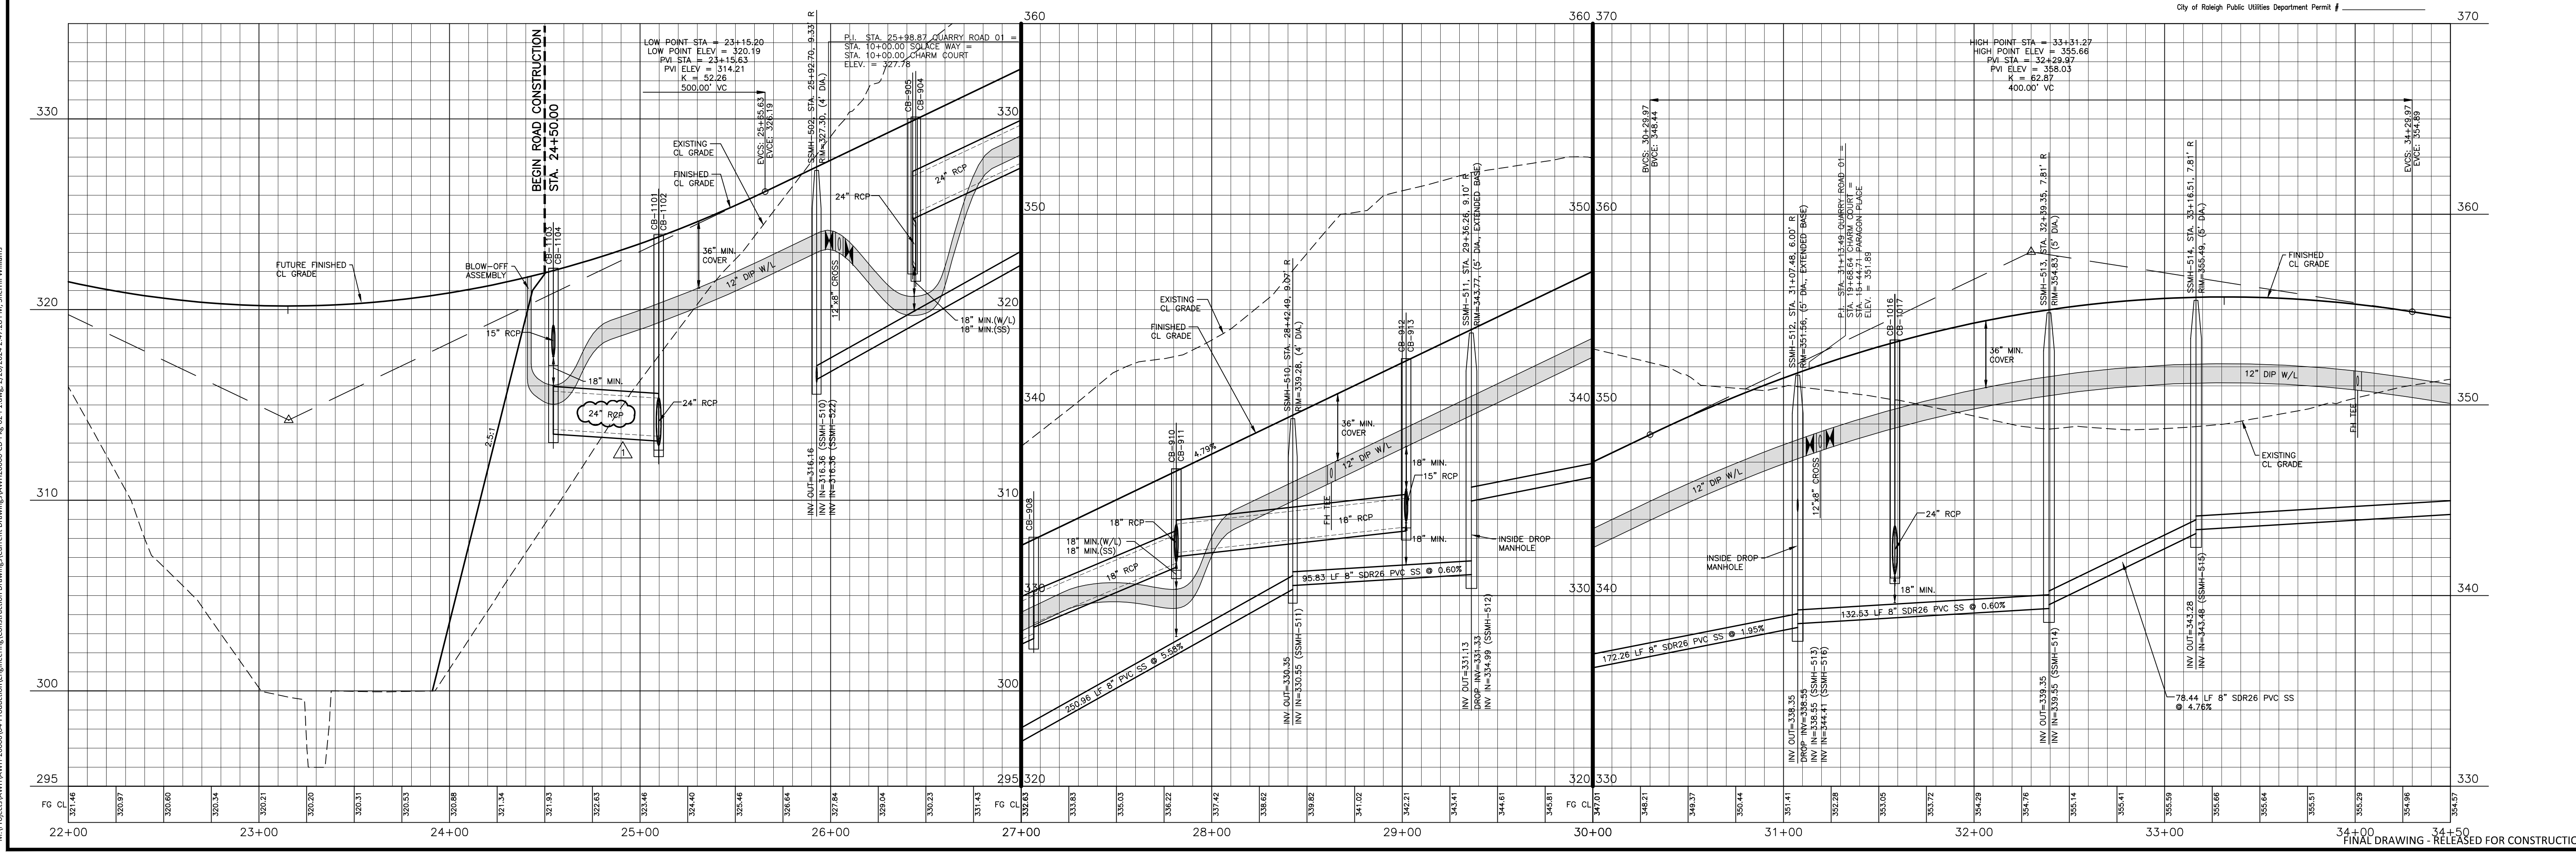 City of Raleigh Public Utilities Department Permit #
360
360
370
370
330
330
350
350
360
360
320
320
340
340
350
350
310
310
330
330
340
340
300
300
295
295
320
320
330
330
BEGIN ROAD CONSTRUCTION
STA. 24+50.00
LOW POINT STA = 23+15.20
LOW POINT ELEV = 320.19
PVI STA = 23+15.63
PVI ELEV = 314.21
K = 52.26
500.00' VC
EVCS: 25+65.63
EVCE: 326.19
SSMH-502, STA. 25+92.70, 9.33' R
RIM=327.30, (4' DIA.)
P.I. STA. 25+98.87 QUARRY ROAD 01 =
STA. 10+00.00 SOLACE WAY =
STA. 10+00.00 CHARM COURT
ELEV. = 327.78
CB-905
CB-904
EXISTING
CL GRADE
FINISHED
CL GRADE
24" RCP
24" RCP
CB-1101
CB-1102
CB-1103
CB-1104
36" MIN.
COVER
12" DIP W/L
12"x8" CROSS
FUTURE FINISHED
CL GRADE
BLOW-OFF
ASSEMBLY
15" RCP
18" MIN.
24" RCP
24" RCP
1
2.5:1
18" MIN.(W/L)
18" MIN.(SS)
INV OUT=316.16
INV IN=316.36 (SSMH-510)
INV IN=316.36 (SSMH-522)
CB-908
18" RCP
18" MIN.(W/L)
18" MIN.(SS)
18" RCP
CB-910
CB-911
EXISTING
CL GRADE
FINISHED
CL GRADE
4.79%
250.96 LF 8" PVC SS @ 5.58%
SSMH-510, STA. 28+42.49, 9.07' R
RIM=339.28, (4' DIA.)
INV OUT=330.35
INV IN=330.55 (SSMH-511)
36" MIN.
COVER
12" DIP W/L
FH TEE
18" RCP
95.83 LF 8" SDR26 PVC SS @ 0.60%
CB-912
CB-913
18" MIN.
15" RCP
18" MIN.
SSMH-511, STA. 29+36.26, 9.10' R
RIM=343.77, (5' DIA., EXTENDED BASE)
INSIDE DROP
MANHOLE
INV OUT=331.13
DROP INV=331.33
INV IN=334.99 (SSMH-512)
HIGH POINT STA = 33+31.27
HIGH POINT ELEV = 355.66
PVI STA = 32+29.97
PVI ELEV = 358.03
K = 62.87
400.00' VC
BVCS: 30+29.97
BVCE: 348.44
EVCS: 34+29.97
EVCE: 354.89
SSMH-512, STA. 31+07.48, 6.00' R
RIM=351.56, (5' DIA., EXTENDED BASE)
P.I. STA. 31+13.49 QUARRY ROAD 01 =
STA. 19+68.64 CHARM COURT =
STA. 15+44.71 PARAGON PLACE
ELEV. = 351.89
12" DIP W/L
12"x8" CROSS
INSIDE DROP
MANHOLE
172.26 LF 8" SDR26 PVC SS @ 1.95%
INV OUT=338.35
DROP INV=338.55
INV IN=338.55 (SSMH-513)
INV IN=344.41 (SSMH-516)
CB-1016
CB-1017
24" RCP
18" MIN.
132.53 LF 8" SDR26 PVC SS @ 0.60%
36" MIN.
COVER
SSMH-513, STA. 32+39.35, 7.81' R
RIM=354.83, (5' DIA.)
INV OUT=339.35
INV IN=339.55 (SSMH-514)
SSMH-514, STA. 33+16.51, 7.81' R
RIM=355.49, (5' DIA.)
INV OUT=343.28
INV IN=343.48 (SSMH-515)
FINISHED
CL GRADE
12" DIP W/L
FH TEE
EXISTING
CL GRADE
78.44 LF 8" SDR26 PVC SS
@ 4.76%
FG CL 321.46 320.97 320.60 320.34 320.21 320.20 320.31 320.53 320.88 321.34 321.93 322.63 323.46 324.40 325.46 326.64 327.84 329.04 330.23 331.43
FG CL 332.63 333.83 335.03 336.22 337.42 338.62 339.82 341.02 342.21 343.41 344.61 345.81
FG CL 347.01 348.21 349.37 350.44 351.41 352.28 353.05 353.72 354.29 354.76 355.14 355.41 355.59 355.66 355.64 355.51 355.29 354.96 354.57
22+00 23+00 24+00 25+00 26+00 27+00 28+00 29+00 30+00 31+00 32+00 33+00 34+00 34+50
FINAL DRAWING - RELEASED FOR CONSTRUCTIO